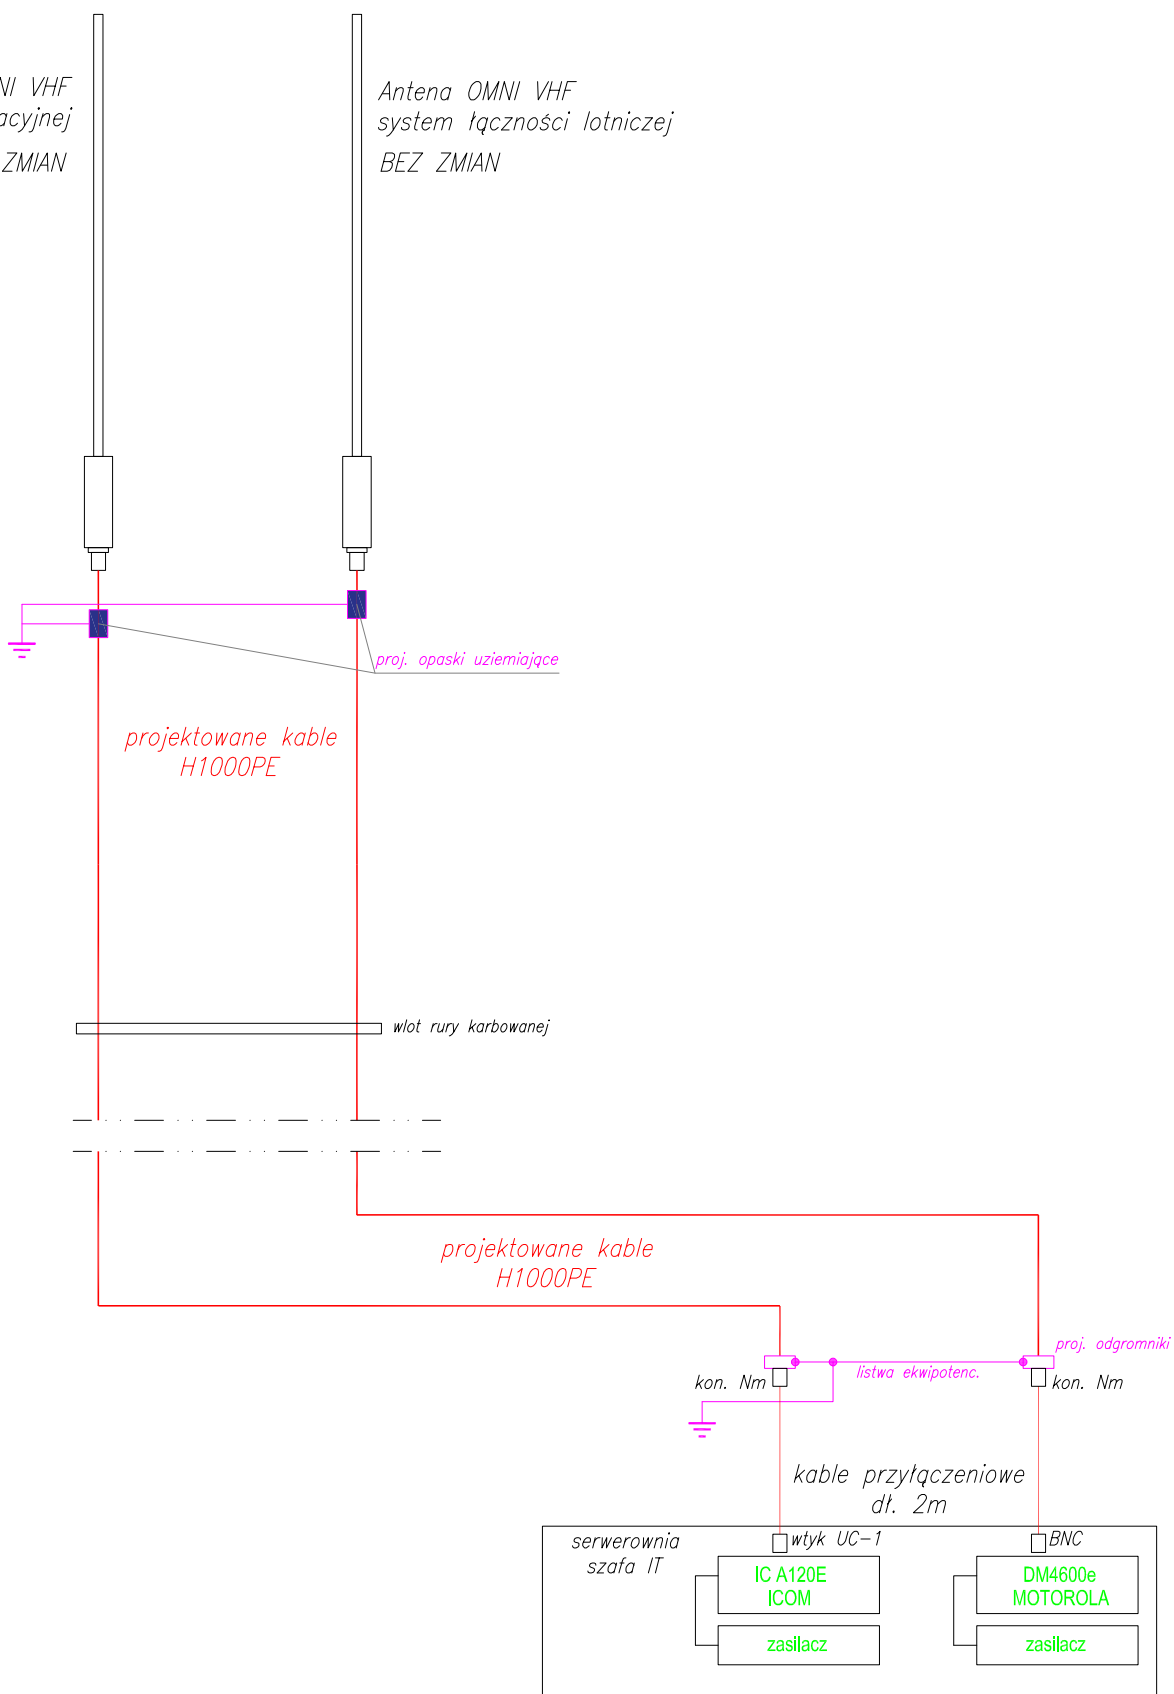 VHF
ZMIAN
Antena OMNI VHF
system łączności lotniczej
BEZ ZMIAN
proj. opaski uziemiające
projektowane kable
H1000PE
wlot rury karbowanej
projektowane kable
H1000PE
proj. odgromniki
listwa ekwipotenc.
kon. Nm
kon. Nm
kable przyłączeniowe
dł. 2m
serwerownia
szafa IT
wtyk UC-1
BNC
IC A120E
ICOM
DM4600e
MOTOROLA
zasilacz
zasilacz